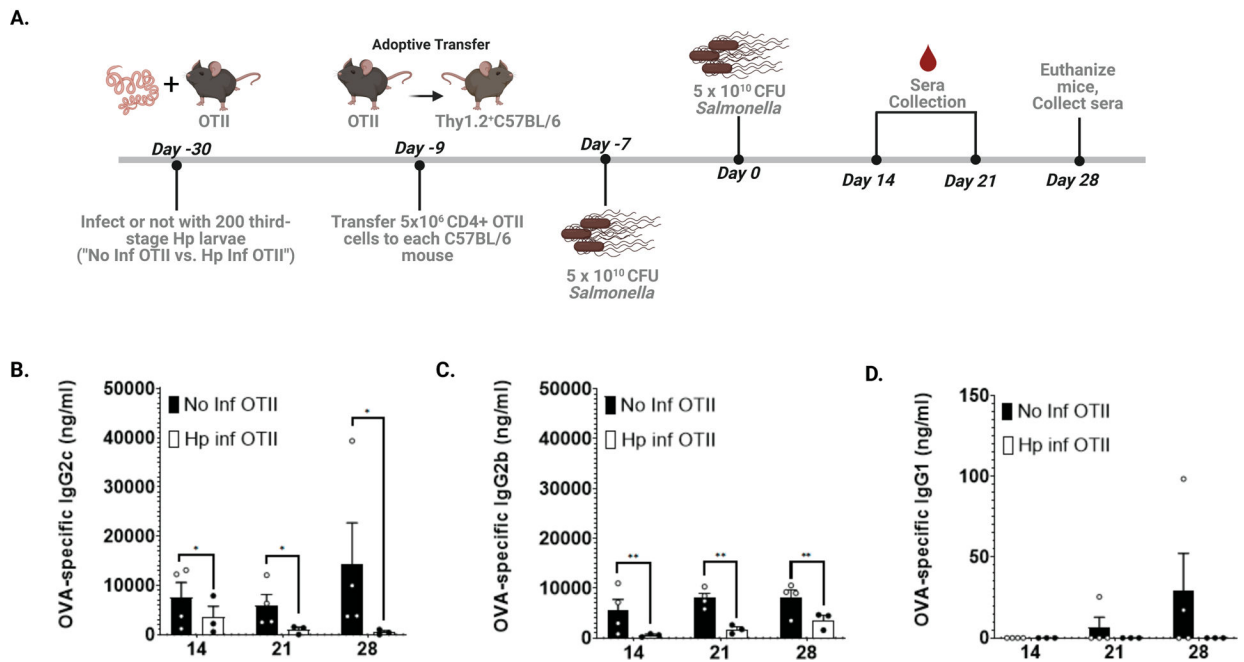 A.
Adoptive Transfer
+
OTII
OTII
Thy1.2⁺C57BL/6
5 x 10¹⁰ CFU
Salmonella
Sera
Collection
Euthanize
mice,
Collect sera
Day -30
Day -9
Day -7
Day 0
Day 14
Day 21
Day 28
Infect or not with 200 third-
stage Hp larvae
("No Inf OTII vs. Hp Inf OTII")
Transfer 5x10⁶ CD4+ OTII
cells to each C57BL/6
mouse
5 x 10¹⁰ CFU
Salmonella
B.
OVA-specific IgG2c (ng/ml)
50000
40000
30000
20000
10000
0
No Inf OTII
Hp inf OTII
*
*
*
14
21
28
C.
OVA-specific IgG2b (ng/ml)
50000
40000
30000
20000
10000
0
No Inf OTII
Hp inf OTII
**
**
**
14
21
28
D.
OVA-specific IgG1 (ng/ml)
150
100
50
0
No Inf OTII
Hp inf OTII
14
21
28